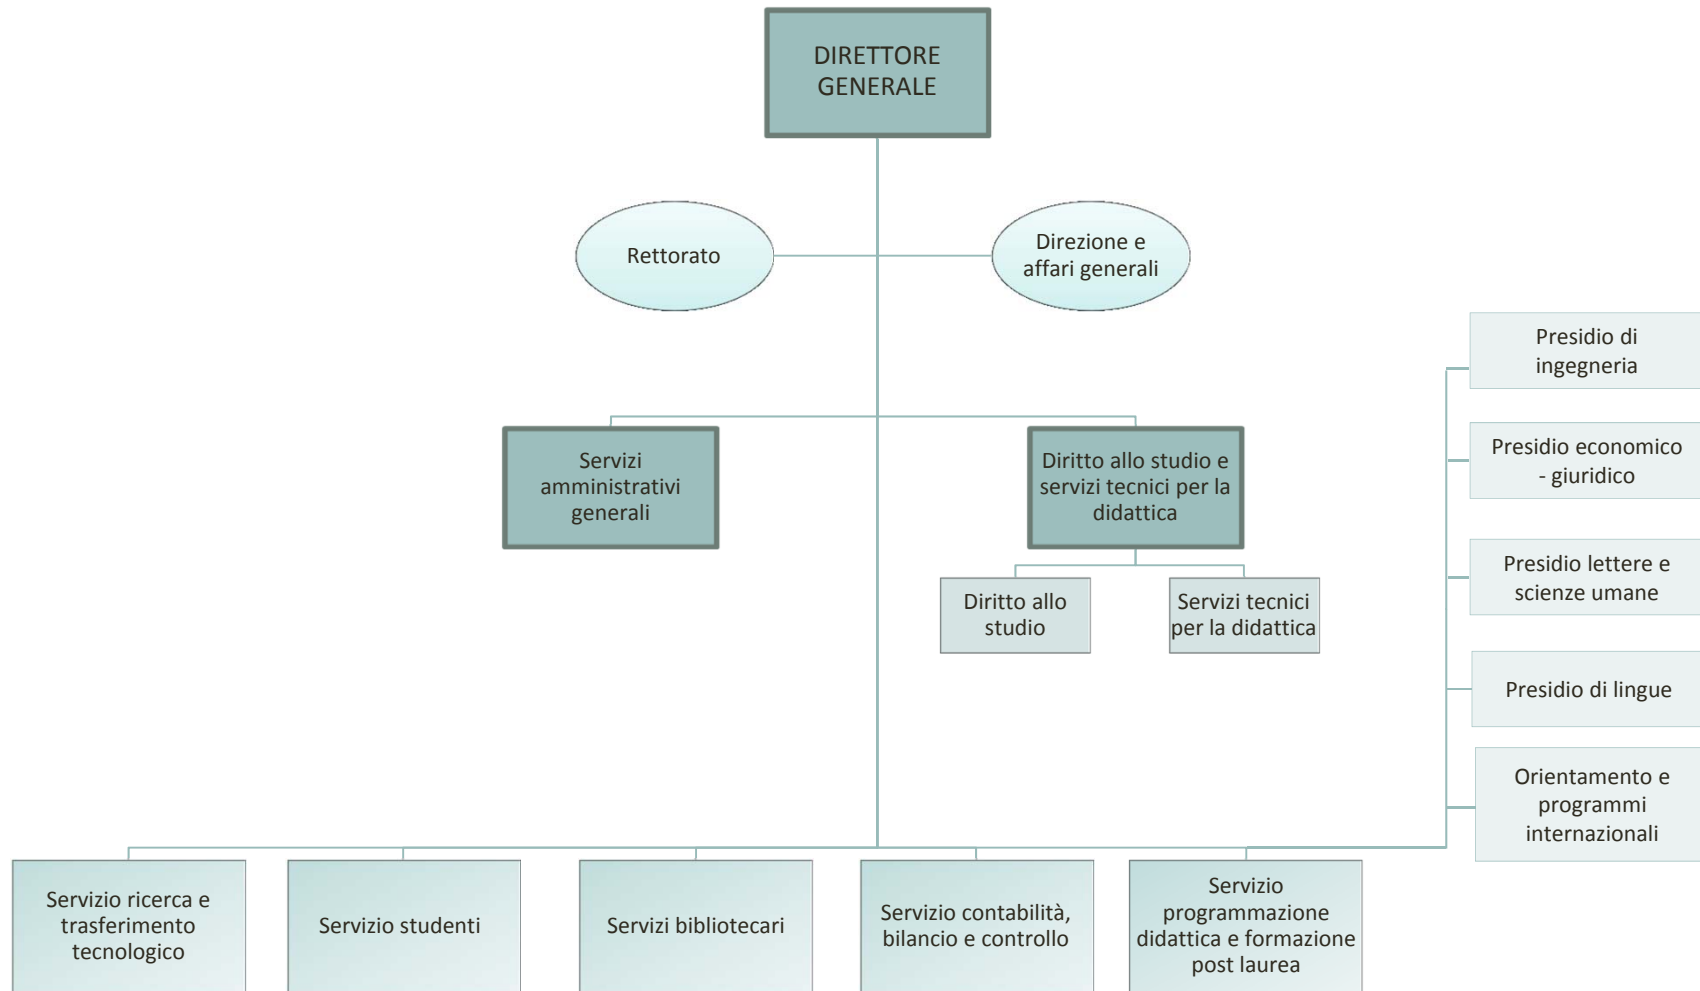 DIRETTORE
GENERALE
Rettorato
Direzione e
affari generali
Presidio di
ingegneria
Presidio economico
- giuridico
Servizi
amministrativi
generali
Diritto allo studio e
servizi tecnici per la
didattica
Presidio lettere e
scienze umane
Diritto allo
studio
Servizi tecnici
per la didattica
Presidio di lingue
Orientamento e
programmi
internazionali
Servizio ricerca e
trasferimento
tecnologico
Servizio studenti
Servizi bibliotecari
Servizio contabilità,
bilancio e controllo
Servizio
programmazione
didattica e formazione
post laurea